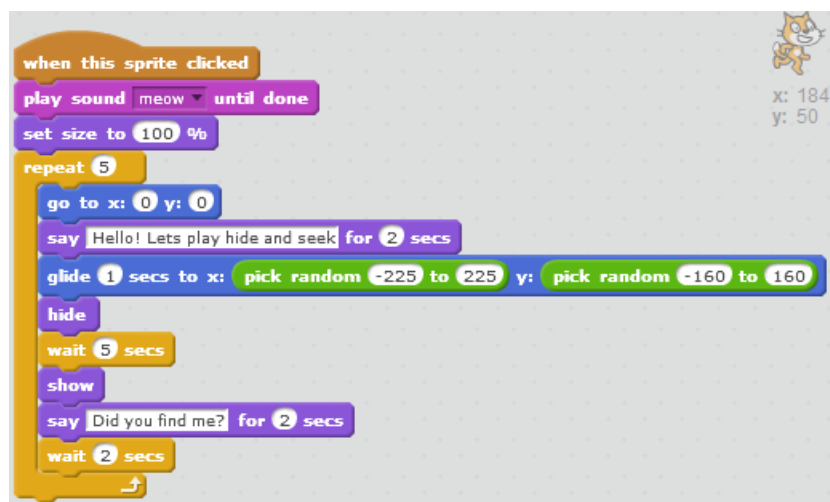 when this sprite clicked
play sound meow until done
x: 184
y: 50
set size to 100 %
repeat 5
go to x: 0 y: 0
say Hello! Lets play hide and seek for 2 secs
glide 1 secs to x: pick random -225 to 225 y: pick random -160 to 160
hide
wait 5 secs
show
say Did you find me? for 2 secs
wait 2 secs